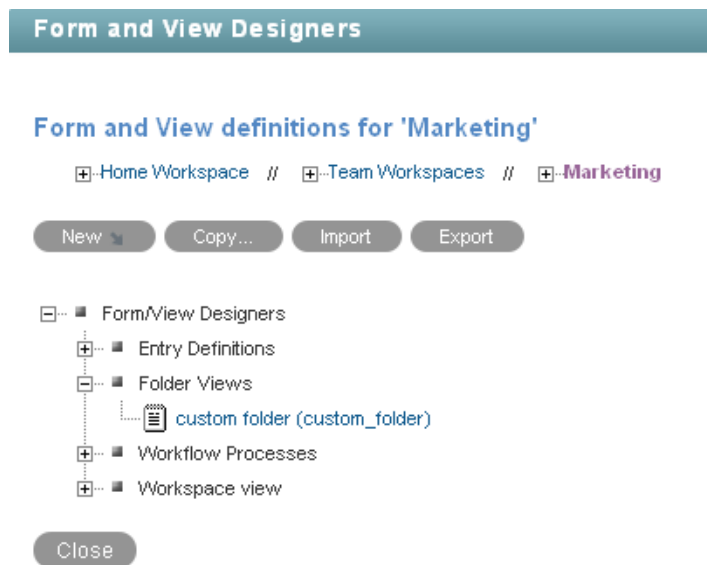 Form and View Designers
Form and View definitions for 'Marketing'
Home Workspace // Team Workspaces // Marketing
New Copy... Import Export
Form/View Designers
Entry Definitions
Folder Views
custom folder (custom_folder)
Workflow Processes
Workspace view
Close